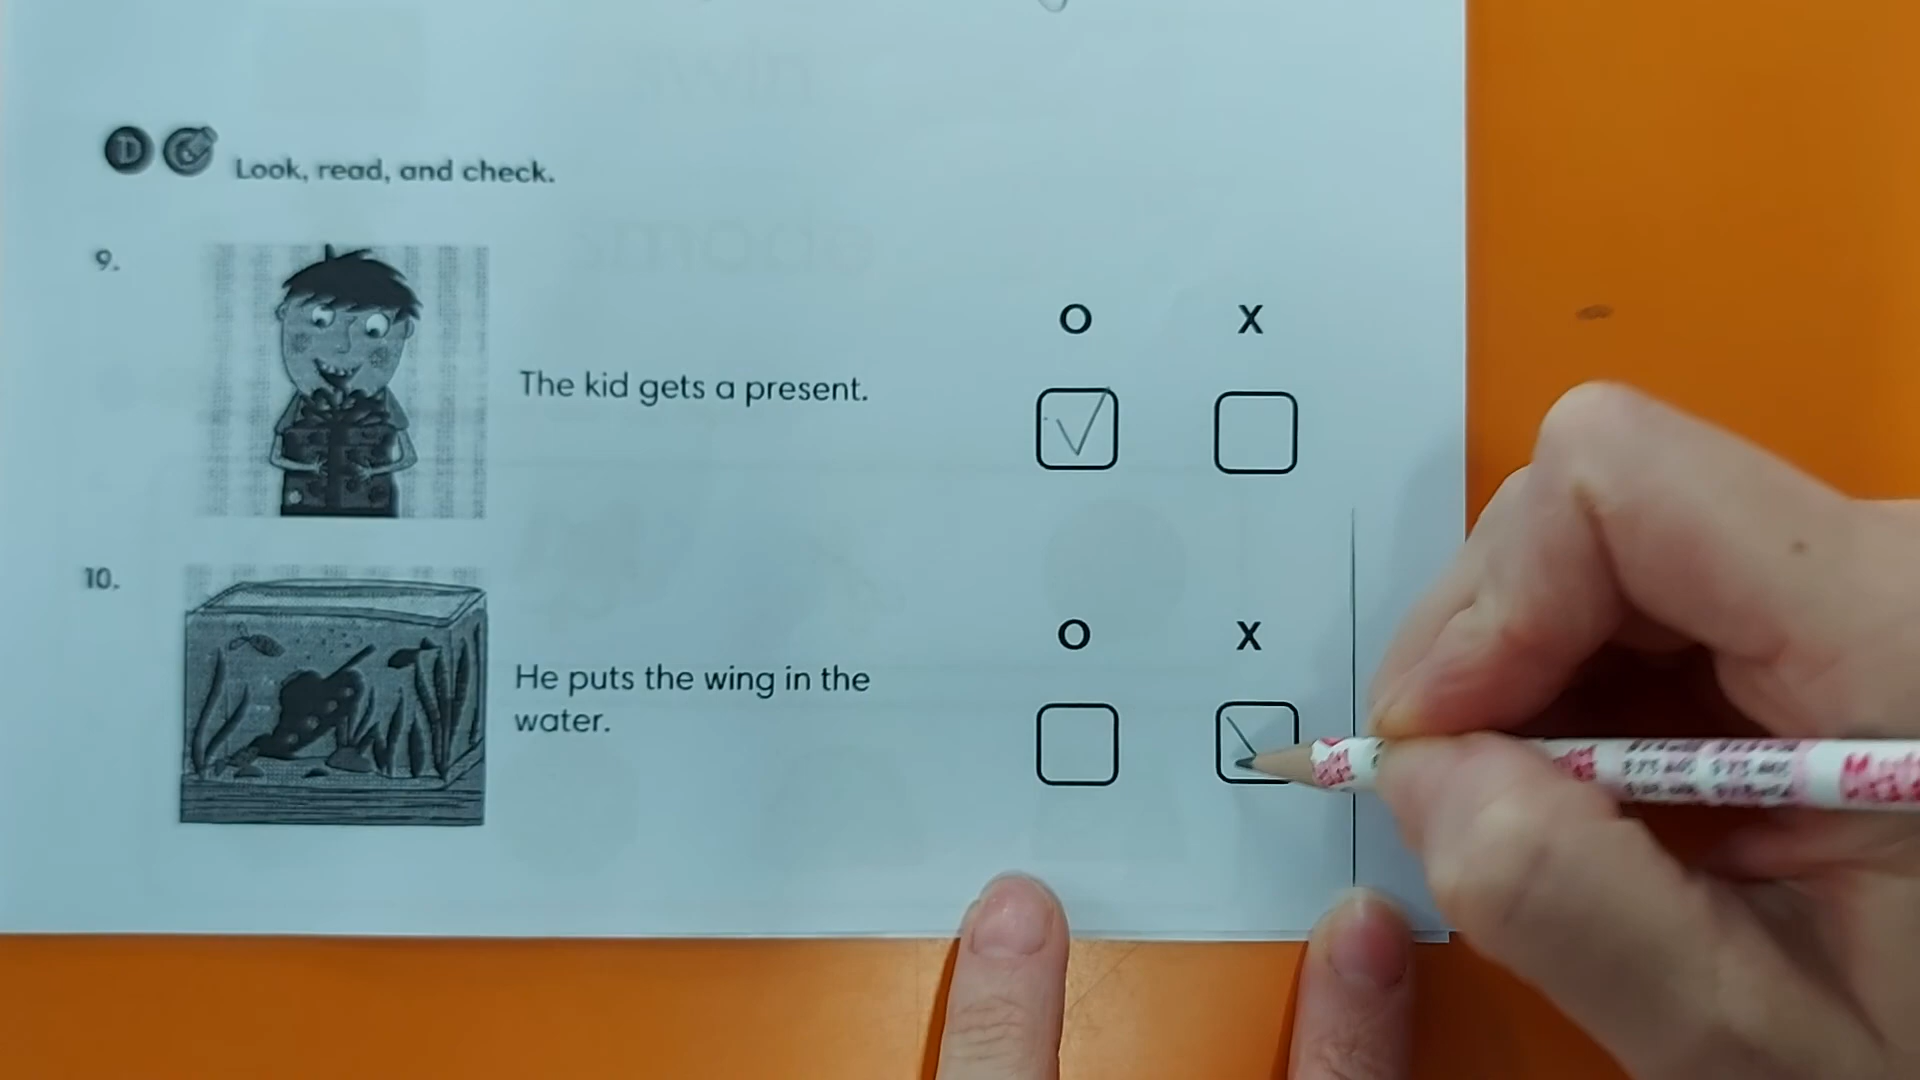 D Look, read, and check.
9.
O X
The kid gets a present.
10.
O X
He puts the wing in the
water.